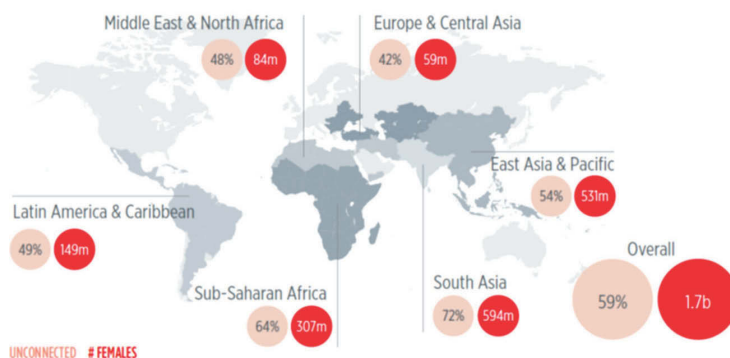 Middle East & North Africa
48% 84m
Europe & Central Asia
42% 59m
East Asia & Pacific
54% 531m
Latin America & Caribbean
49% 149m
Overall
59% 1.7b
Sub-Saharan Africa
64% 307m
South Asia
72% 594m
UNCONNECTED # FEMALES